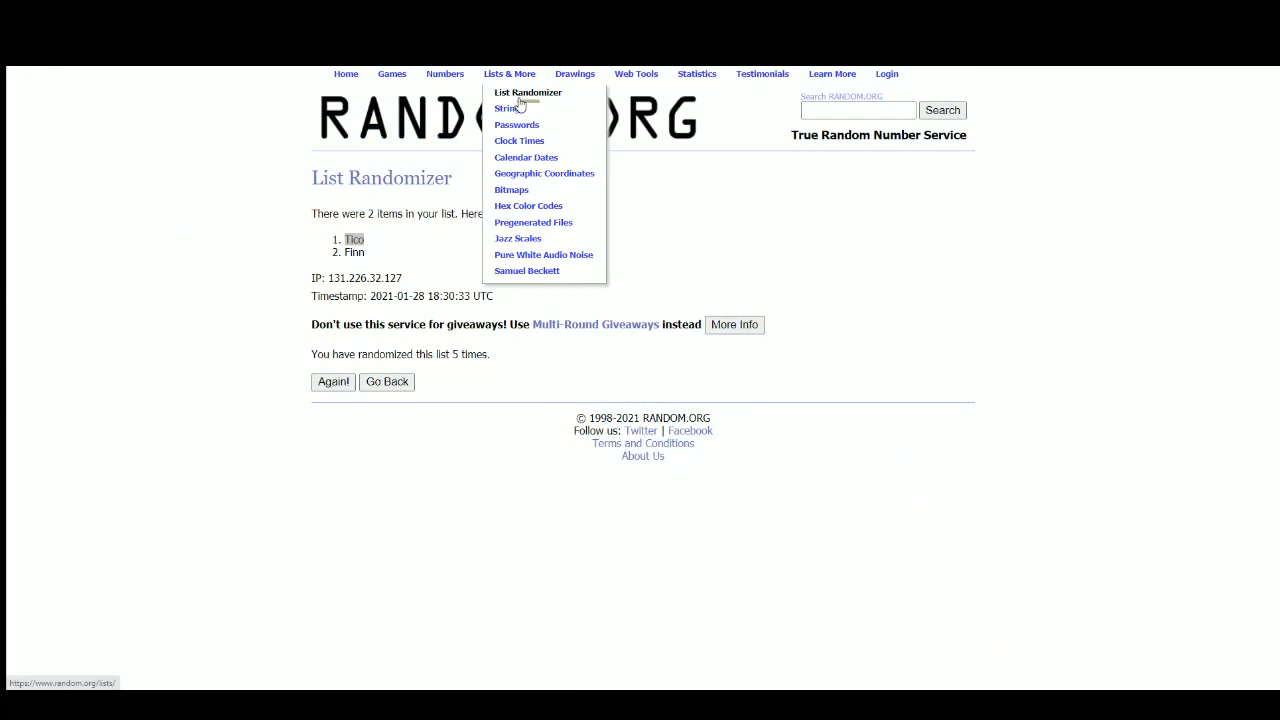 Home Games Numbers Lists & More Drawings Web Tools Statistics Testimonials Learn More Login
List Randomizer
Strin
Passwords
Clock Times
Calendar Dates
Geographic Coordinates
Bitmaps
Hex Color Codes
Pregenerated Files
Jazz Scales
Pure White Audio Noise
Samuel Beckett
RAND ORG
Search RANDOM.ORG
Search
True Random Number Service
List Randomizer
There were 2 items in your list. Here
1. Tico
2. Finn
IP: 131.226.32.127
Timestamp: 2021-01-28 18:30:33 UTC
Don't use this service for giveaways! Use Multi-Round Giveaways instead More Info
You have randomized this list 5 times.
Again! Go Back
© 1998-2021 RANDOM.ORG
Follow us: Twitter | Facebook
Terms and Conditions
About Us
https://www.random.org/lists/